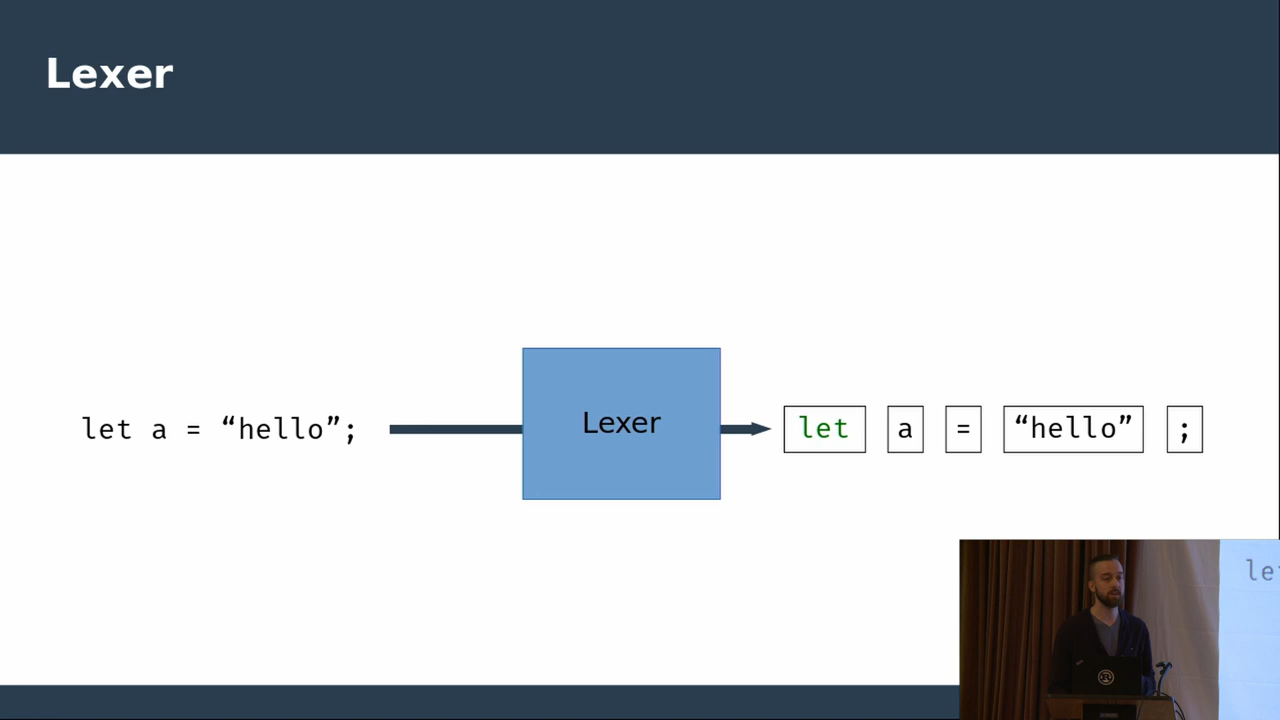 Lexer
let a = “hello”;
Lexer
let a = “hello” ;